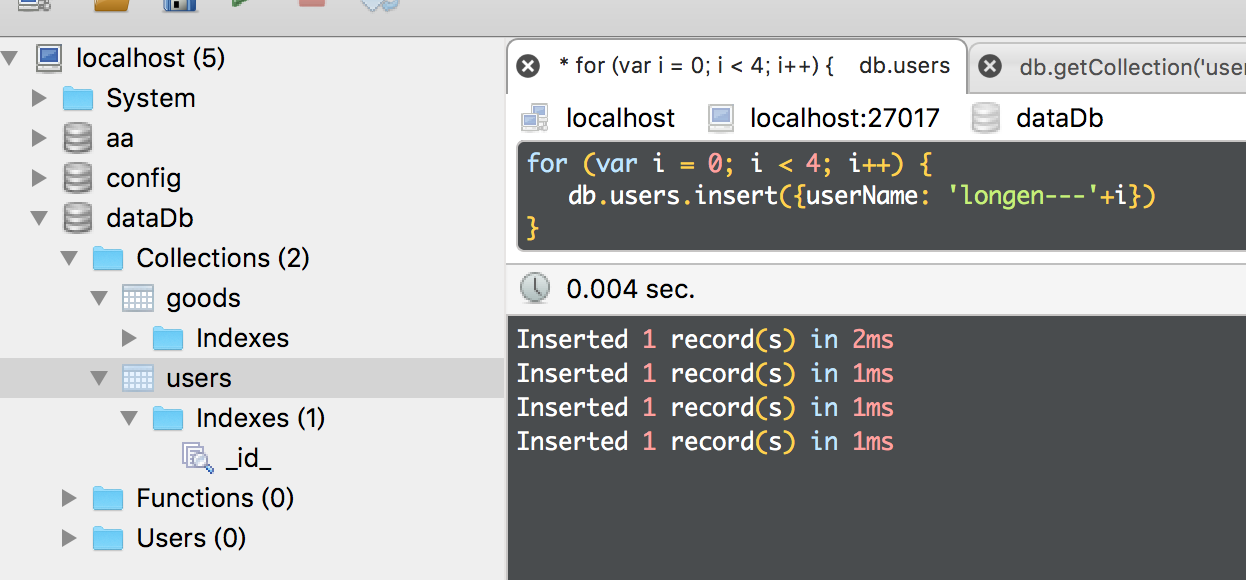 localhost (5)
System
aa
config
dataDb
Collections (2)
goods
Indexes
users
Indexes (1)
_id_
Functions (0)
Users (0)
* for (var i = 0; i < 4; i++) { db.users
db.getCollection('user
localhost localhost:27017 dataDb
for (var i = 0; i < 4; i++) {
db.users.insert({userName: 'longen---'+i})
}
0.004 sec.
Inserted 1 record(s) in 2ms
Inserted 1 record(s) in 1ms
Inserted 1 record(s) in 1ms
Inserted 1 record(s) in 1ms